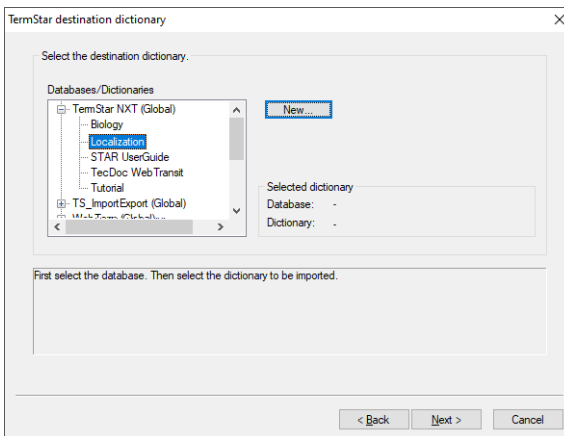 TermStar destination dictionary
Select the destination dictionary.
Databases/Dictionaries
TermStar NXT (Global)
Biology
Localization
STAR UserGuide
TecDoc WebTransit
Tutorial
TS_ImportExport (Global)
New...
Selected dictionary
Database: -
Dictionary: -
First select the database. Then select the dictionary to be imported.
< Back
Next >
Cancel